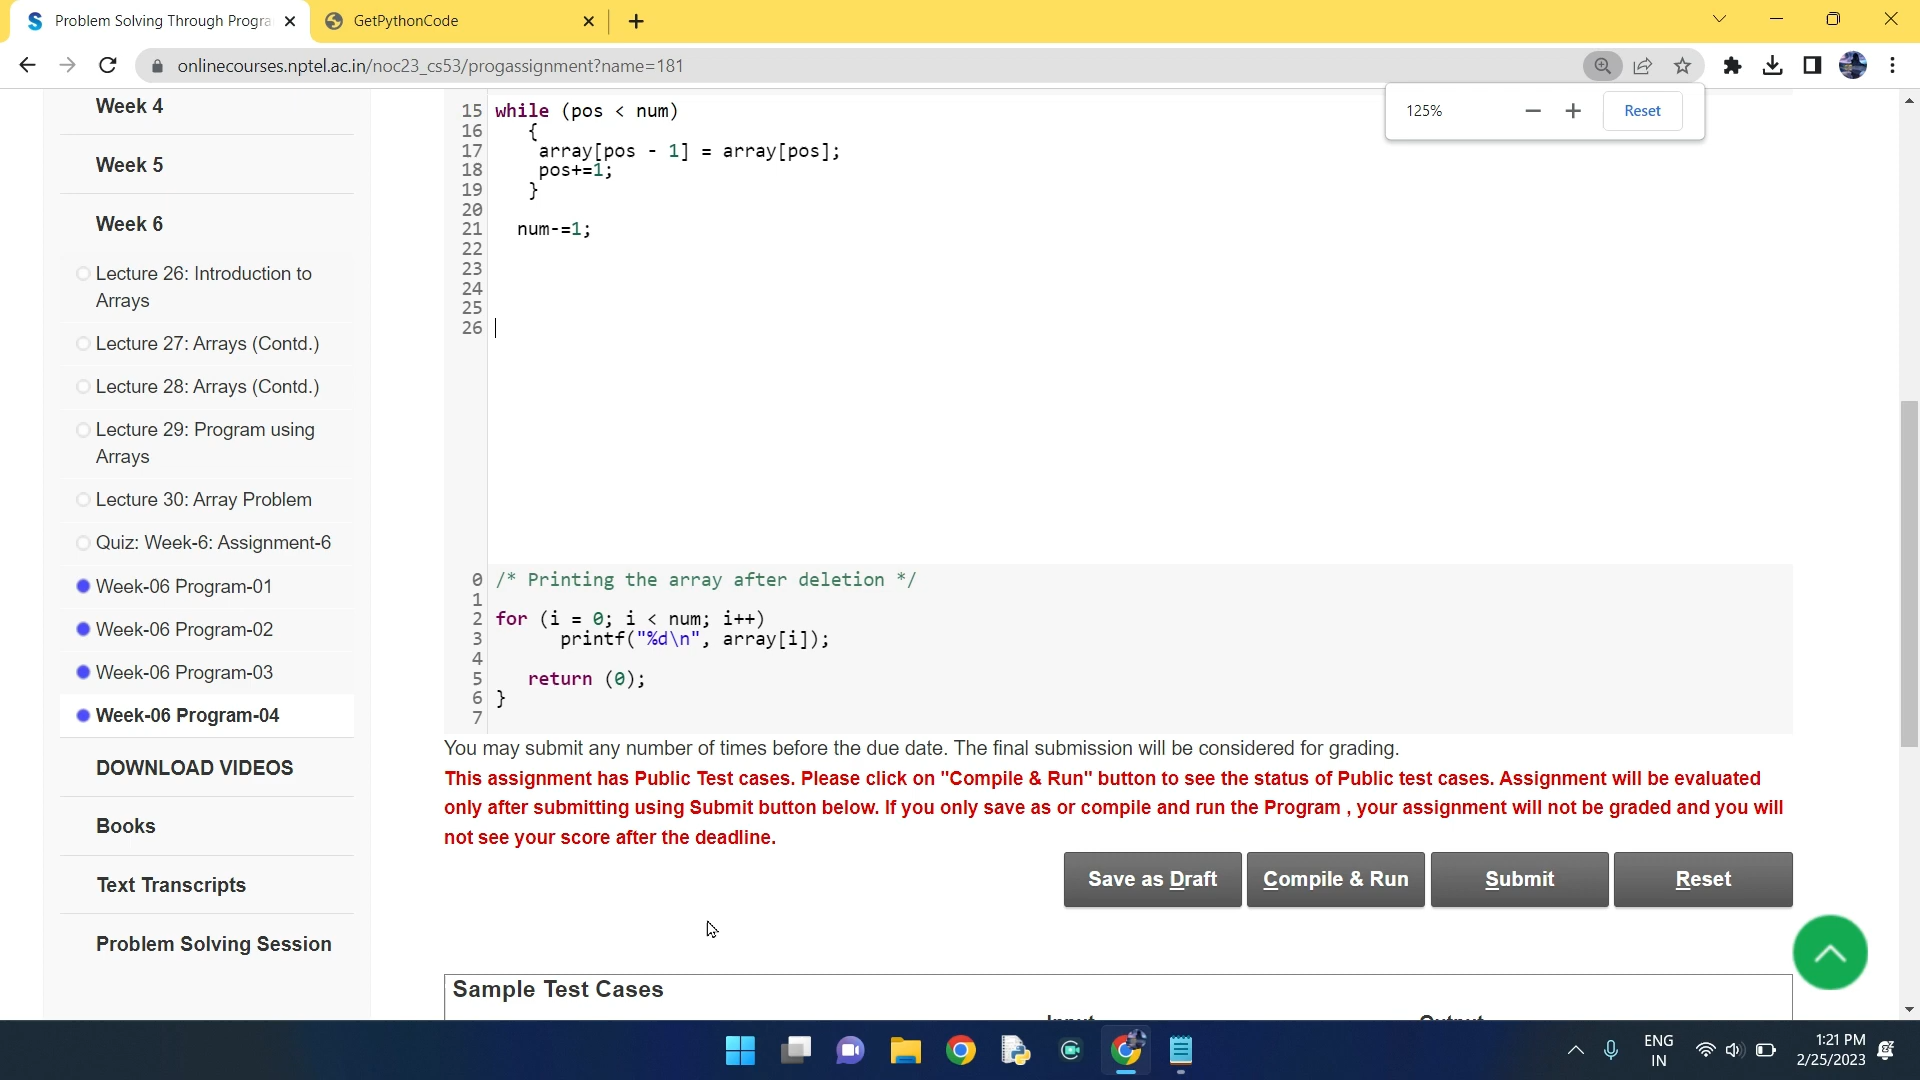 Problem Solving Through Progra
GetPythonCode
onlinecourses.nptel.ac.in/noc23_cs53/progassignment?name=181
125%
Reset
Week 4
Week 5
Week 6
Lecture 26: Introduction to
Arrays
Lecture 27: Arrays (Contd.)
Lecture 28: Arrays (Contd.)
Lecture 29: Program using
Arrays
Lecture 30: Array Problem
Quiz: Week-6: Assignment-6
Week-06 Program-01
Week-06 Program-02
Week-06 Program-03
Week-06 Program-04
DOWNLOAD VIDEOS
Books
Text Transcripts
Problem Solving Session
15 while (pos < num)
16 {
17 array[pos - 1] = array[pos];
18 pos+=1;
19 }
20
21 num-=1;
22
23
24
25
26
0 /* Printing the array after deletion */
1
2 for (i = 0; i < num; i++)
3 printf("%d\n", array[i]);
4
5 return (0);
6 }
7
You may submit any number of times before the due date. The final submission will be considered for grading.
This assignment has Public Test cases. Please click on "Compile & Run" button to see the status of Public test cases. Assignment will be evaluated
only after submitting using Submit button below. If you only save as or compile and run the Program , your assignment will not be graded and you will
not see your score after the deadline.
Save as Draft
Compile & Run
Submit
Reset
Sample Test Cases
ENG
IN
1:21 PM
2/25/2023